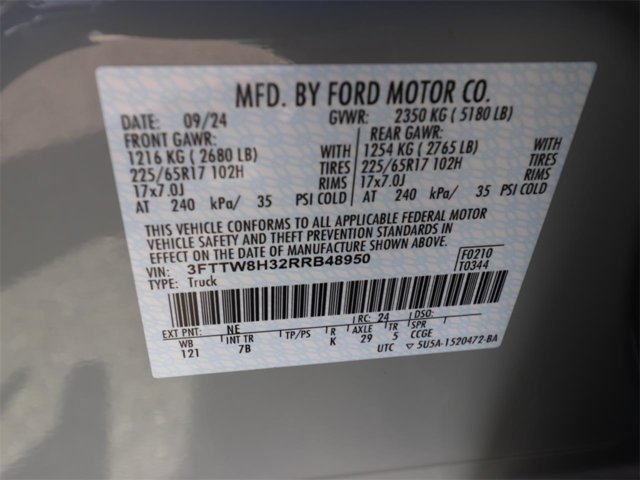 MFD. BY FORD MOTOR CO.
DATE: 09/24 GVWR: 2350 KG ( 5180 LB)
FRONT GAWR: REAR GAWR:
1216 KG ( 2680 LB) WITH 1254 KG ( 2765 LB) WITH
225/65R17 102H TIRES 225/65R17 102H TIRES
17x7.0J RIMS 17x7.0J RIMS
AT 240 kPa/ 35 PSI COLD AT 240 kPa/ 35 PSI COLD
THIS VEHICLE CONFORMS TO ALL APPLICABLE FEDERAL MOTOR
VEHICLE SAFETY AND THEFT PREVENTION STANDARDS IN
EFFECT ON THE DATE OF MANUFACTURE SHOWN ABOVE.
VIN: 3FTTW8H32RRB48950 F0210
TYPE: Truck T0344
EXT PNT: NE RC: 24 DSO:
WB INT TR TP/PS R AXLE TR SPR
121 7B K 29 5 CCGE
UTC ▽ 5U5A-1520472-BA